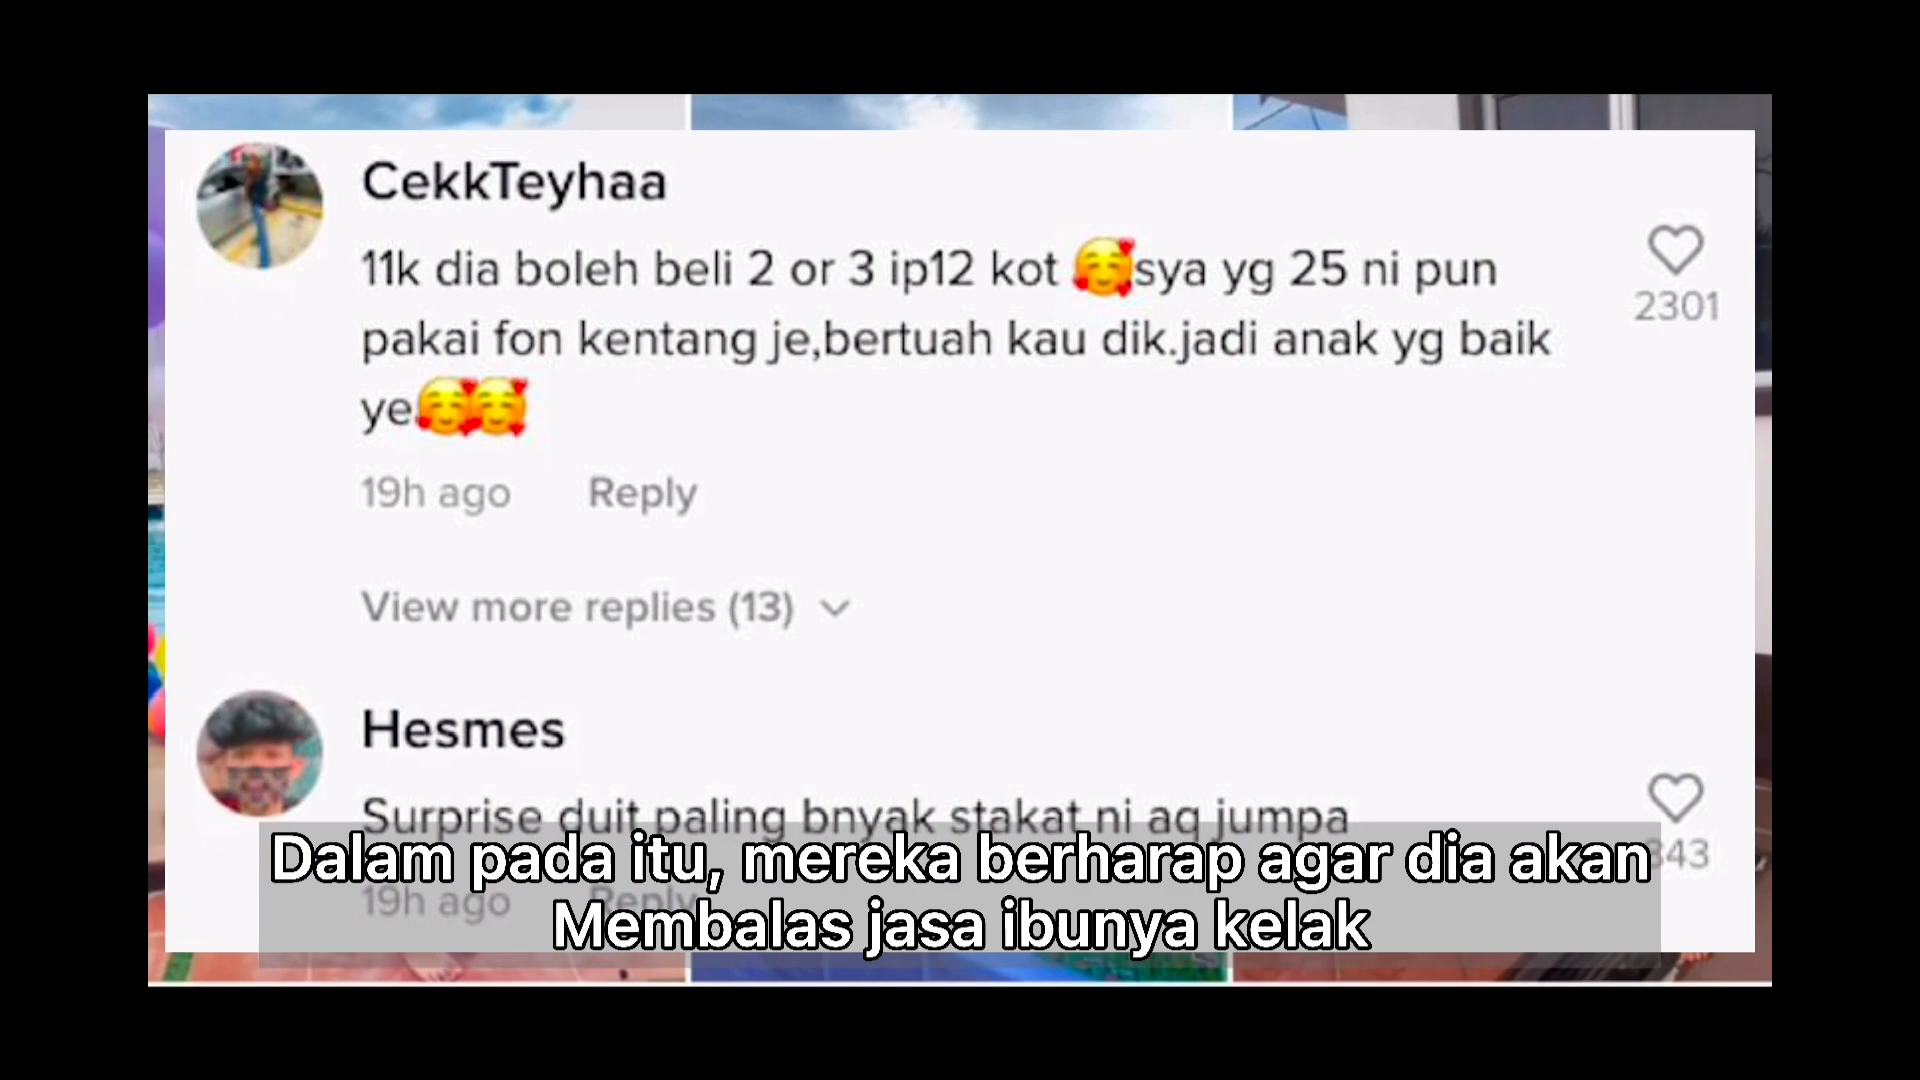 CekkTeyhaa
11k dia boleh beli 2 or 3 ip12 kot 🥰sya yg 25 ni pun
pakai fon kentang je,bertuah kau dik.jadi anak yg baik
ye🥰🥰
2301
19h ago Reply
View more replies (13)
Hesmes
Surprise duit paling bnyak stakat ni aq jumpa
343
19h ago Reply
Dalam pada itu, mereka berharap agar dia akan
Membalas jasa ibunya kelak